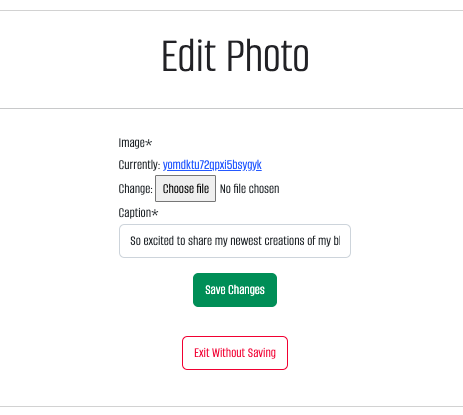 Edit Photo
Image*
Currently: yomdktu72qpxi5bsygyk
Change: Choose file No file chosen
Caption*
So excited to share my newest creations of my bl
Save Changes
Exit Without Saving